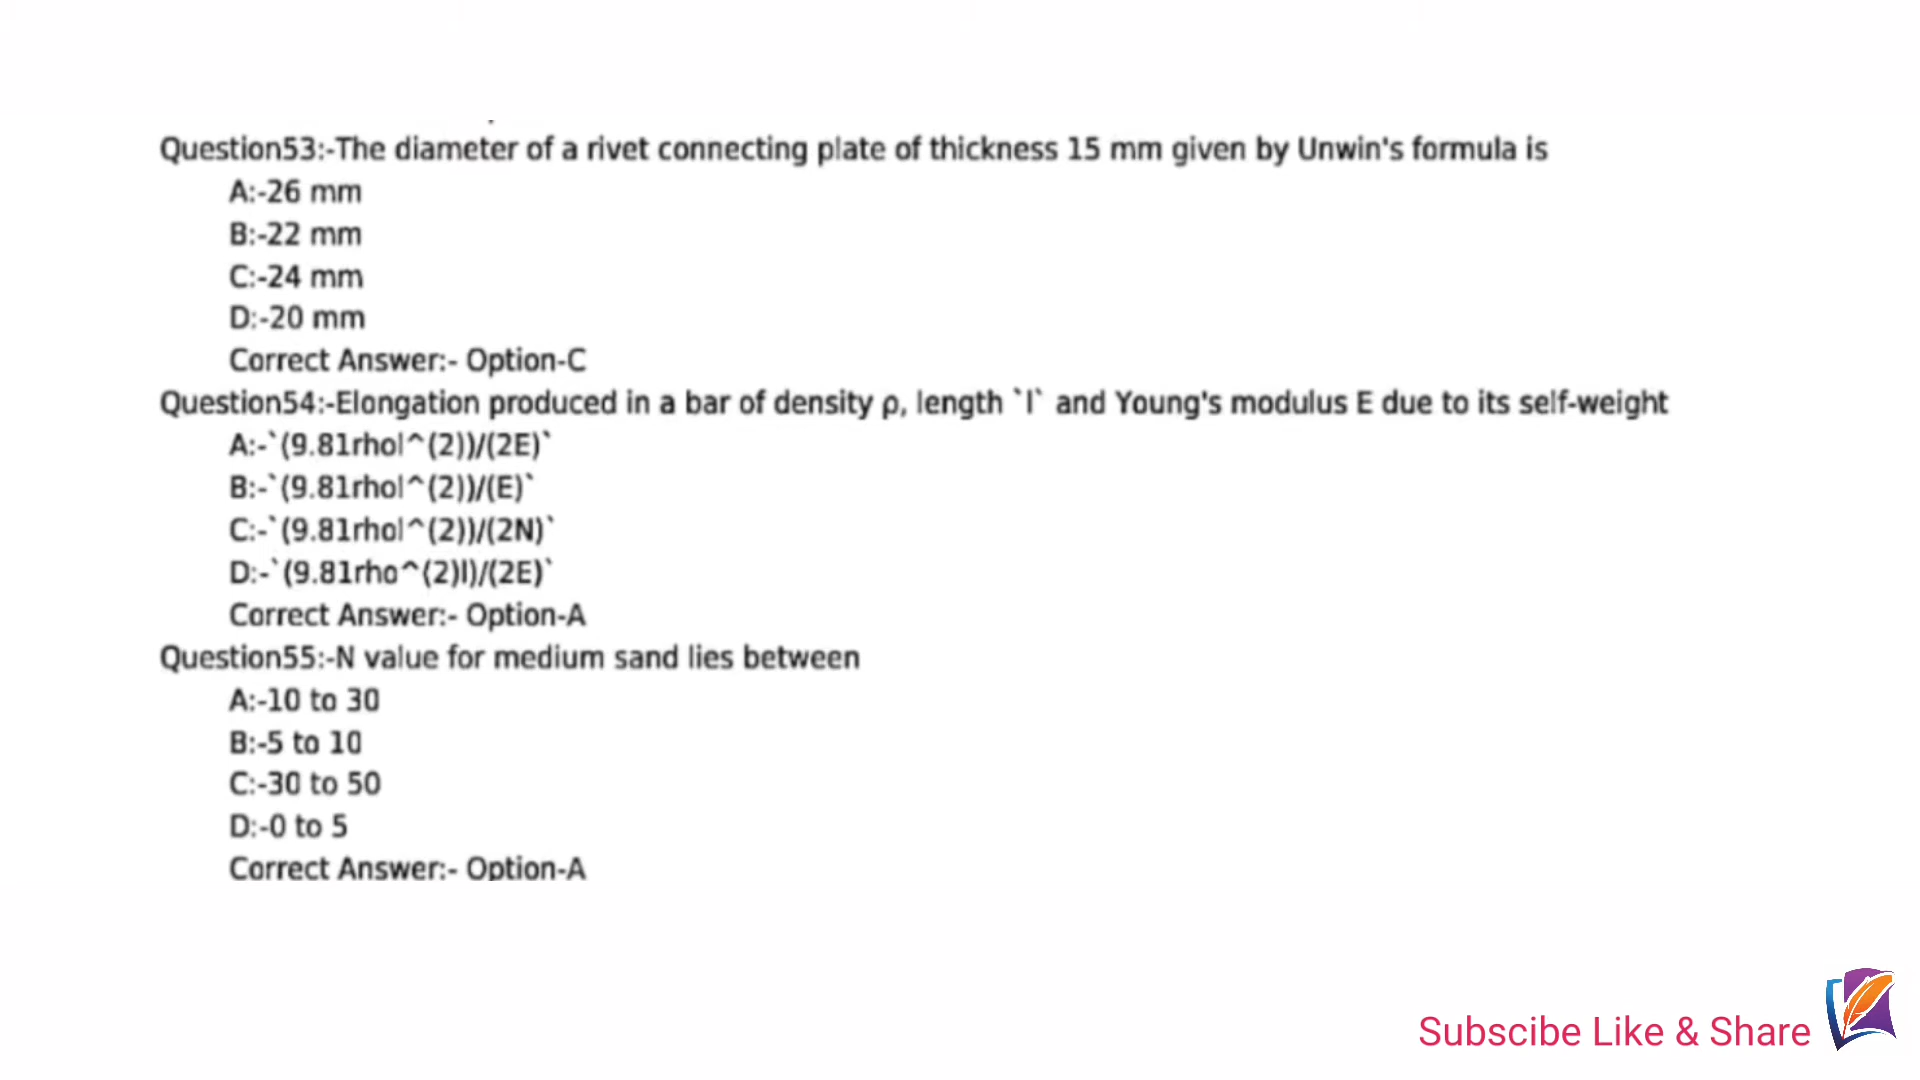 Question53:-The diameter of a rivet connecting plate of thickness 15 mm given by Unwin's formula is
A:-26 mm
B:-22 mm
C:-24 mm
D:-20 mm
Correct Answer:- Option-C
Question54:-Elongation produced in a bar of density ρ, length `l` and Young's modulus E due to its self-weight
A:-`(9.81rhol^(2))/(2E)`
B:-`(9.81rhol^(2))/(E)`
C:-`(9.81rhol^(2))/(2N)`
D:-`(9.81rho^(2)l)/(2E)`
Correct Answer:- Option-A
Question55:-N value for medium sand lies between
A:-10 to 30
B:-5 to 10
C:-30 to 50
D:-0 to 5
Correct Answer:- Option-A
Subscibe Like & Share